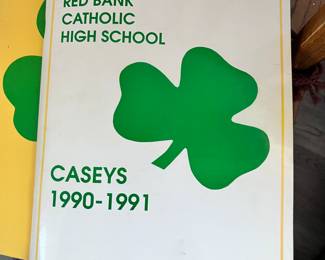 RED BANK
CATHOLIC
HIGH SCHOOL
CASEYS
1990-1991